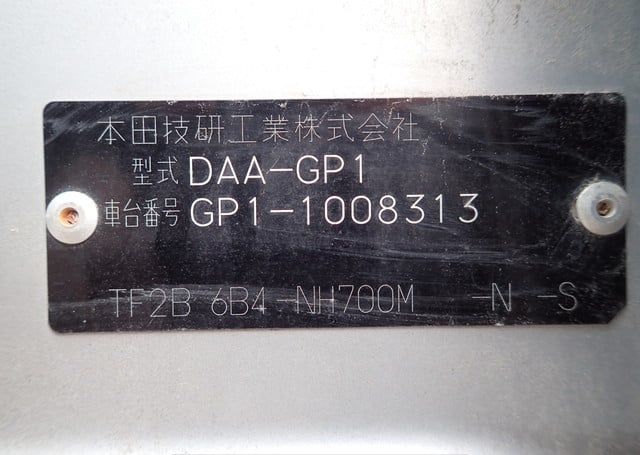 本田技研工業株式会社
型式 DAA-GP1
車台番号 GP1-1008313
TF2B 6B4-NH700M -N -S